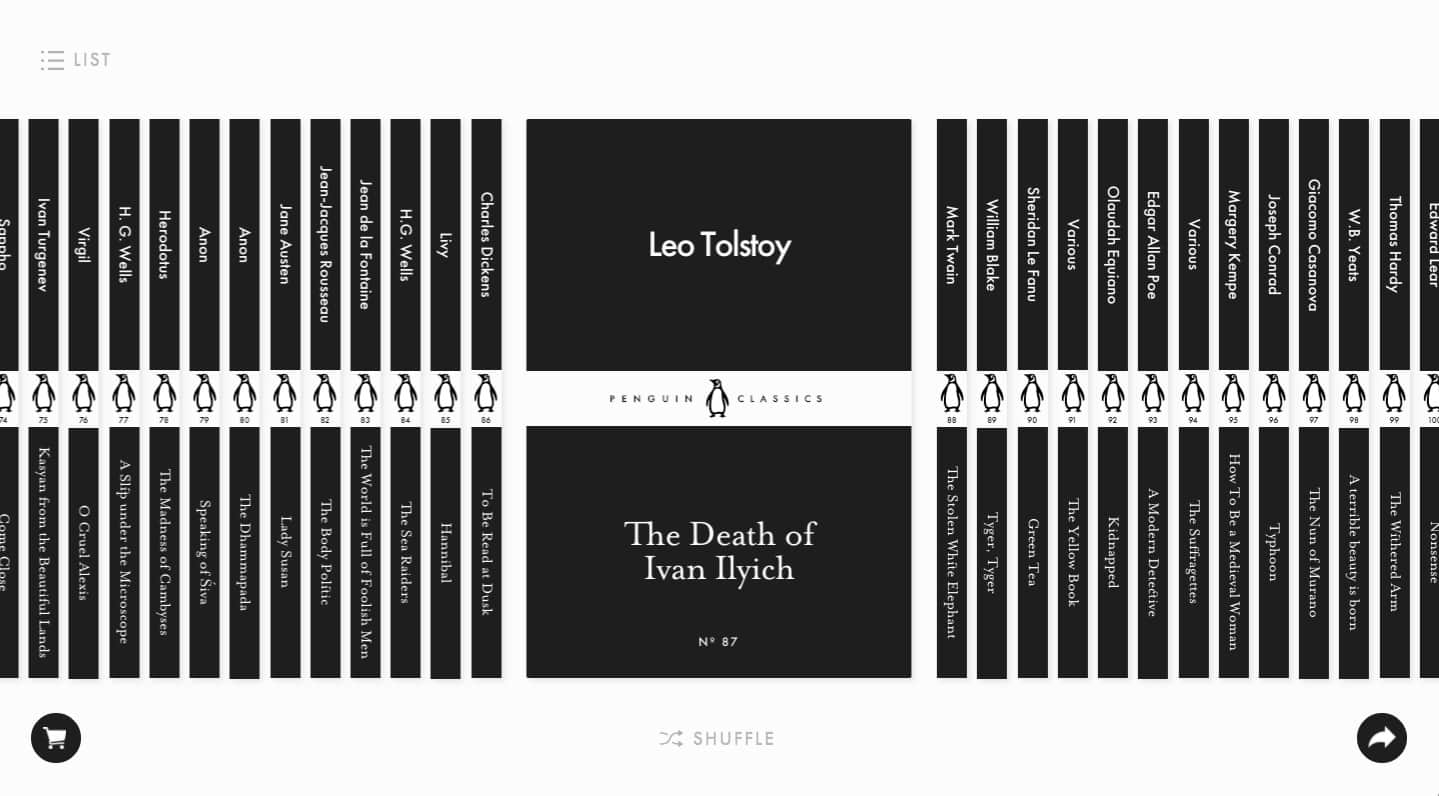 LIST
Sappho
74
Come Close
Ivan Turgenev
75
Kasyan from the Beautiful Lands
Virgil
76
O Cruel Alexis
H. G. Wells
77
A Slip under the Microscope
Herodotus
78
The Madness of Cambyses
Anon
79
Speaking of Śiva
Anon
80
The Dhammapada
Jane Austen
81
Lady Susan
Jean-Jacques Rousseau
82
The Body Politic
Jean de la Fontaine
83
The World is Full of Foolish Men
H.G. Wells
84
The Sea Raiders
Livy
85
Hannibal
Charles Dickens
86
To Be Read at Dusk
Leo Tolstoy
PENGUIN CLASSICS
The Death of
Ivan Ilyich
Nº 87
Mark Twain
88
The Stolen White Elephant
William Blake
89
Tyger, Tyger
Sheridan Le Fanu
90
Green Tea
Various
91
The Yellow Book
Olaudah Equiano
92
Kidnapped
Edgar Allan Poe
93
A Modern Detective
Various
94
The Suffragettes
Margery Kempe
95
How To Be a Medieval Woman
Joseph Conrad
96
Typhoon
Giacomo Casanova
97
The Nun of Murano
W.B. Yeats
98
A terrible beauty is born
Thomas Hardy
99
The Withered Arm
Edward Lear
100
Nonsense
SHUFFLE